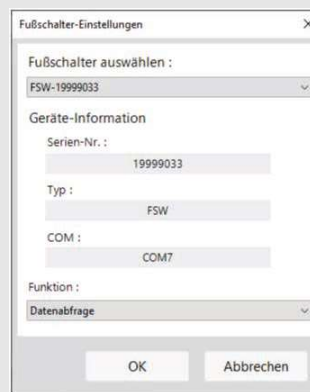 Fußschalter-Einstellungen
Fußschalter auswählen :
FSW-19999033
Geräte-Information
Serien-Nr. :
19999033
Typ :
FSW
COM :
COM7
Funktion :
Datenabfrage
OK Abbrechen